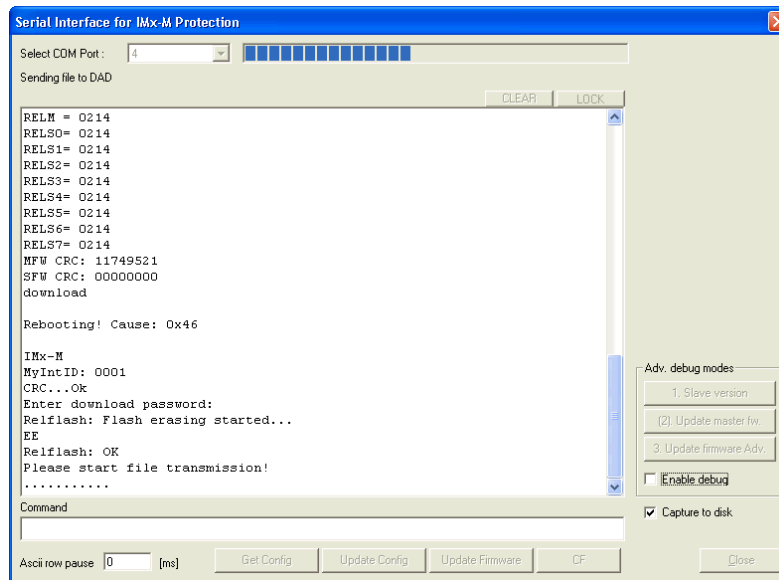 Serial Interface for IMx-M Protection
Select COM Port :
4
Sending file to DAD
CLEAR
LOCK
RELM = 0214
RELS0= 0214
RELS1= 0214
RELS2= 0214
RELS3= 0214
RELS4= 0214
RELS5= 0214
RELS6= 0214
RELS7= 0214
MFW CRC: 11749521
SFW CRC: 00000000
download
Rebooting! Cause: 0x46
IMx-M
MyIntID: 0001
CRC...Ok
Enter download password:
Relflash: Flash erasing started...
EE
Relflash: OK
Please start file transmission!
...........
Adv. debug modes
1. Slave version
(2). Update master fw.
3. Update firmware Adv.
Enable debug
Capture to disk
Command
Ascii row pause
0
[ms]
Get Config
Update Config
Update Firmware
CF
Close